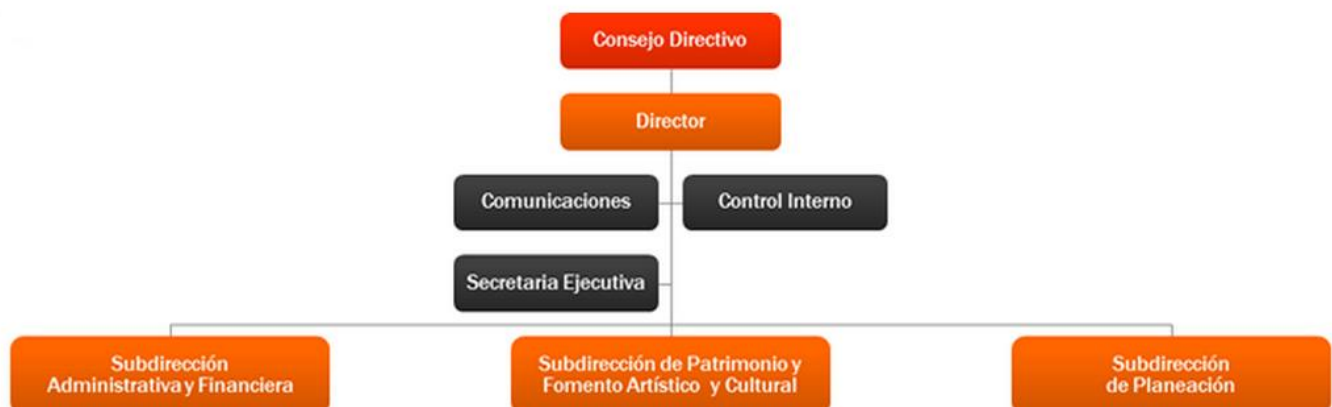 Consejo Directivo
Director
Comunicaciones
Control Interno
Secretaria Ejecutiva
Subdirección
Administrativa y Financiera
Subdirección de Patrimonio y
Fomento Artístico y Cultural
Subdirección
de Planeación